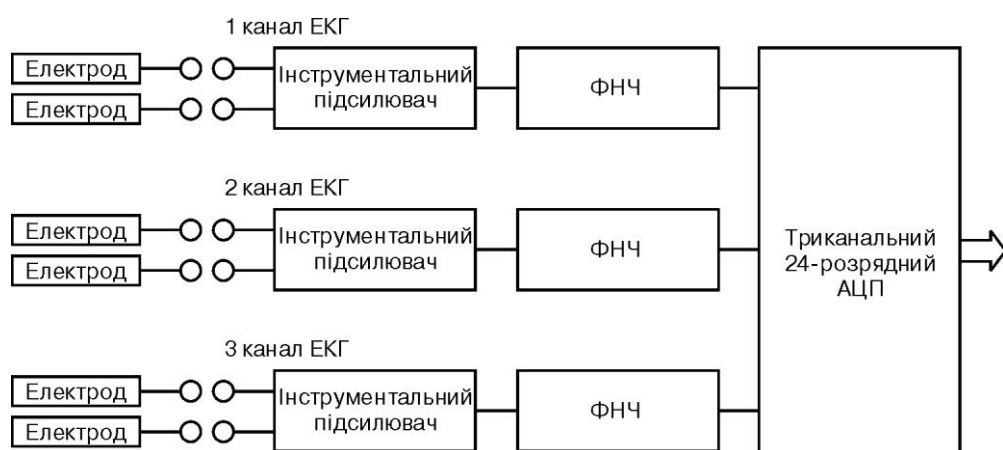 1 канал ЕКГ
Електрод
Електрод
Інструментальний
підсилювач
ФНЧ
2 канал ЕКГ
Електрод
Електрод
Інструментальний
підсилювач
ФНЧ
Триканальний
24-розрядний
АЦП
3 канал ЕКГ
Електрод
Електрод
Інструментальний
підсилювач
ФНЧ